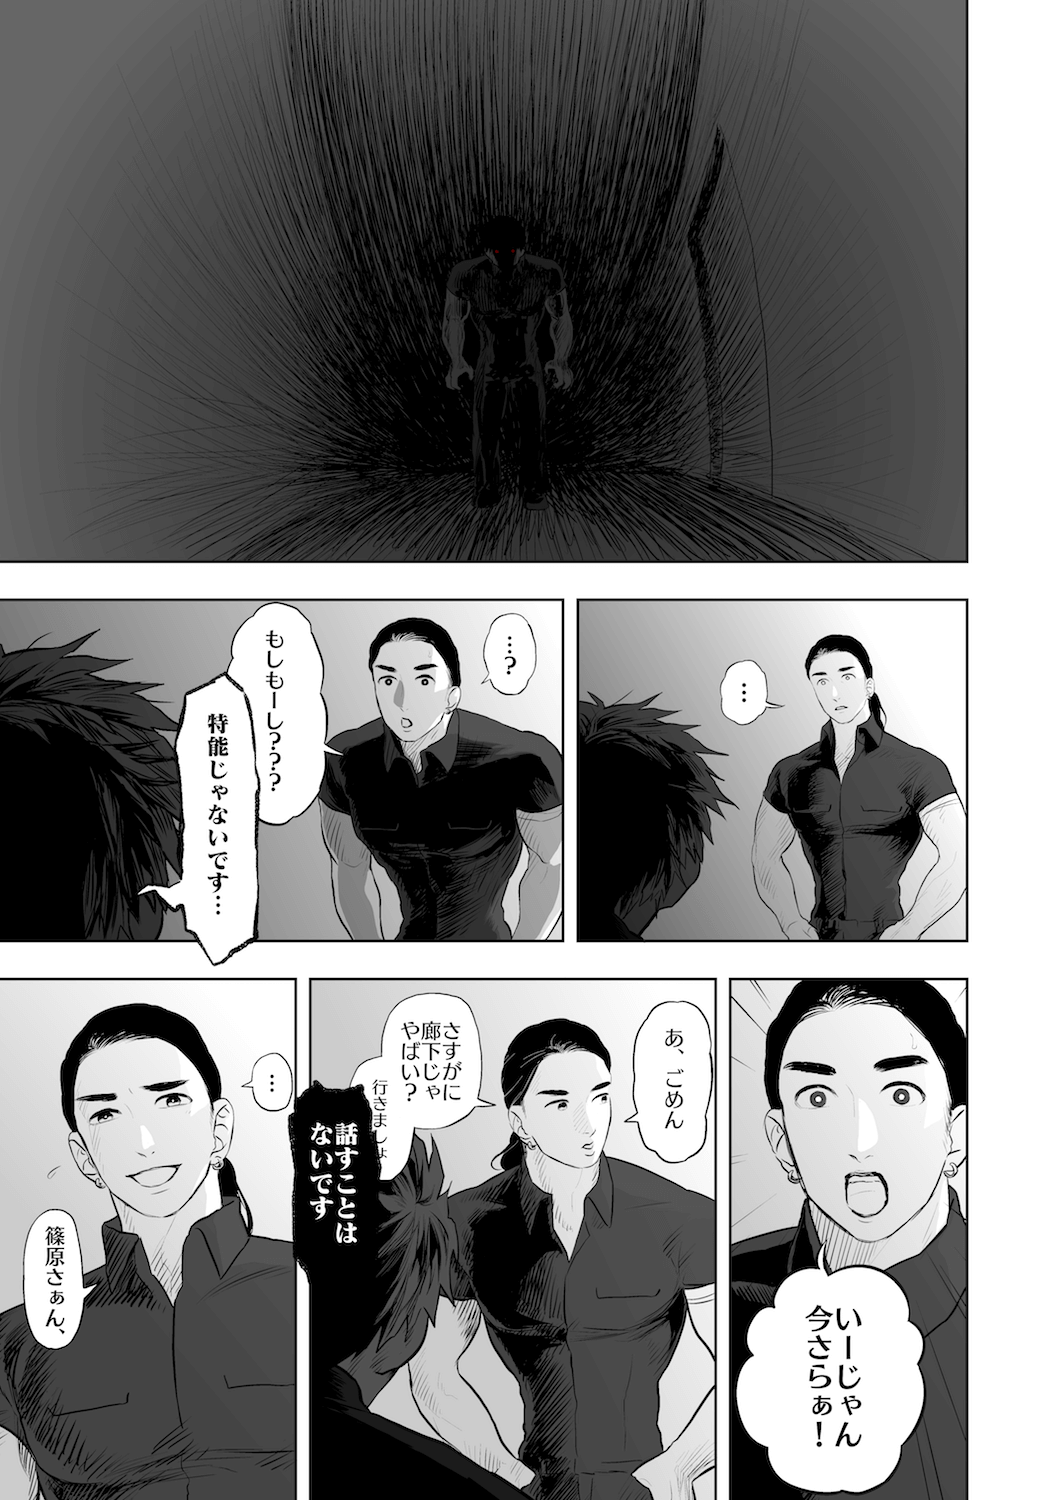 …
…?
もしもーし???
特能じゃないです…
いーじゃん
今さらぁ!
あ、ごめん
さすがに
廊下じゃ
やばい?
行きましょ
話すことは
ないです
…
篠原さぁん、